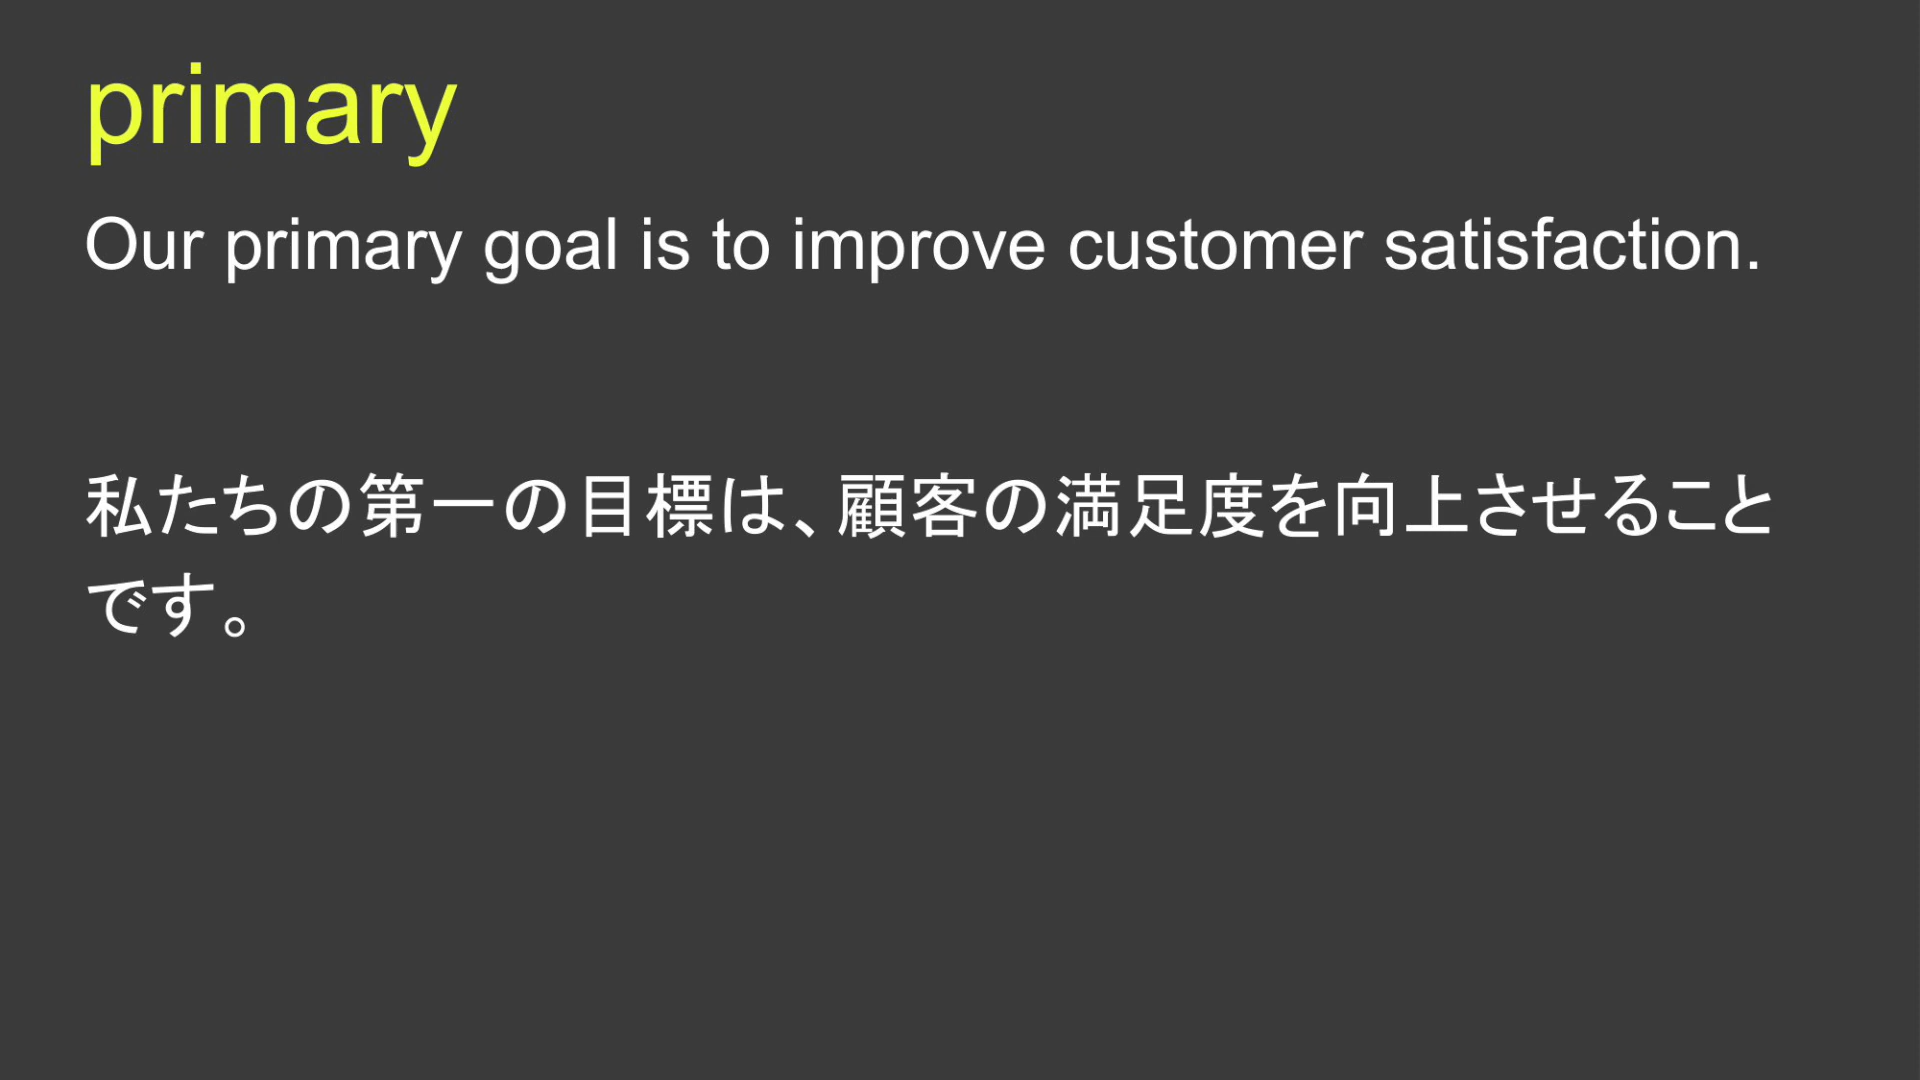 primary
Our primary goal is to improve customer satisfaction.
私たちの第一の目標は、顧客の満足度を向上させること
です。